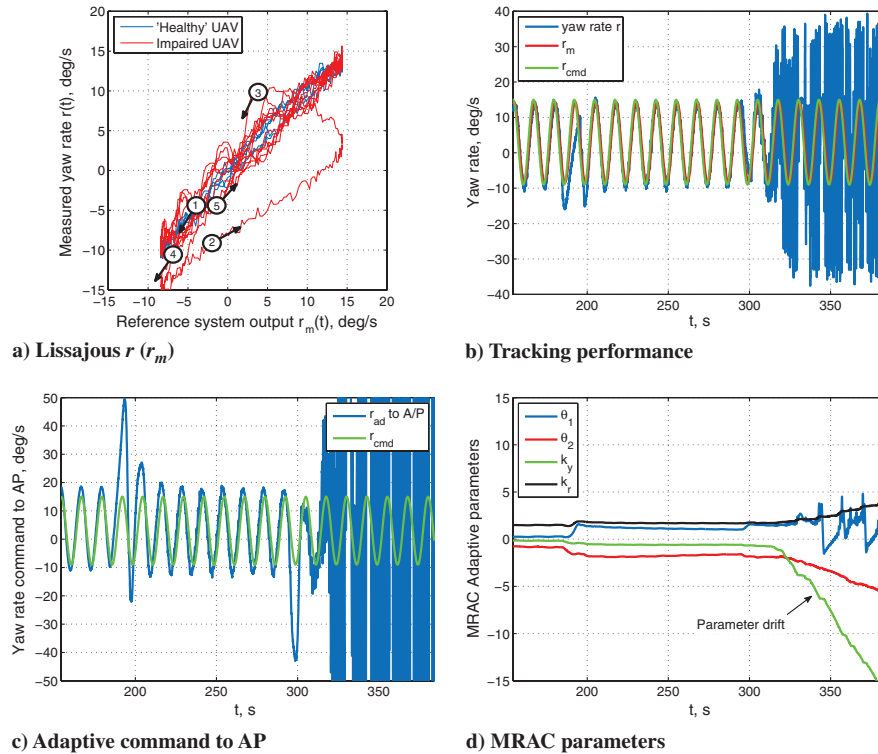 'Healthy' UAV
Impaired UAV
20
15
10
5
0
−5
−10
−15
Measured yaw rate r(t), deg/s
1
2
3
4
5
−15
−10
−5
0
5
10
15
20
Reference system output r_m(t), deg/s
a) Lissajous r (r_m)
yaw rate r
r_m
r_cmd
40
30
20
10
0
−10
−20
−30
−40
Yaw rate, deg/s
200
250
300
350
t, s
b) Tracking performance
r_ad to A/P
r_cmd
50
40
30
20
10
0
−10
−20
−30
−40
−50
Yaw rate command to AP, deg/s
200
250
300
350
t, s
c) Adaptive command to AP
θ_1
θ_2
k_y
k_r
15
10
5
0
−5
−10
−15
MRAC Adaptive parameters
Parameter drift
200
250
300
350
t, s
d) MRAC parameters